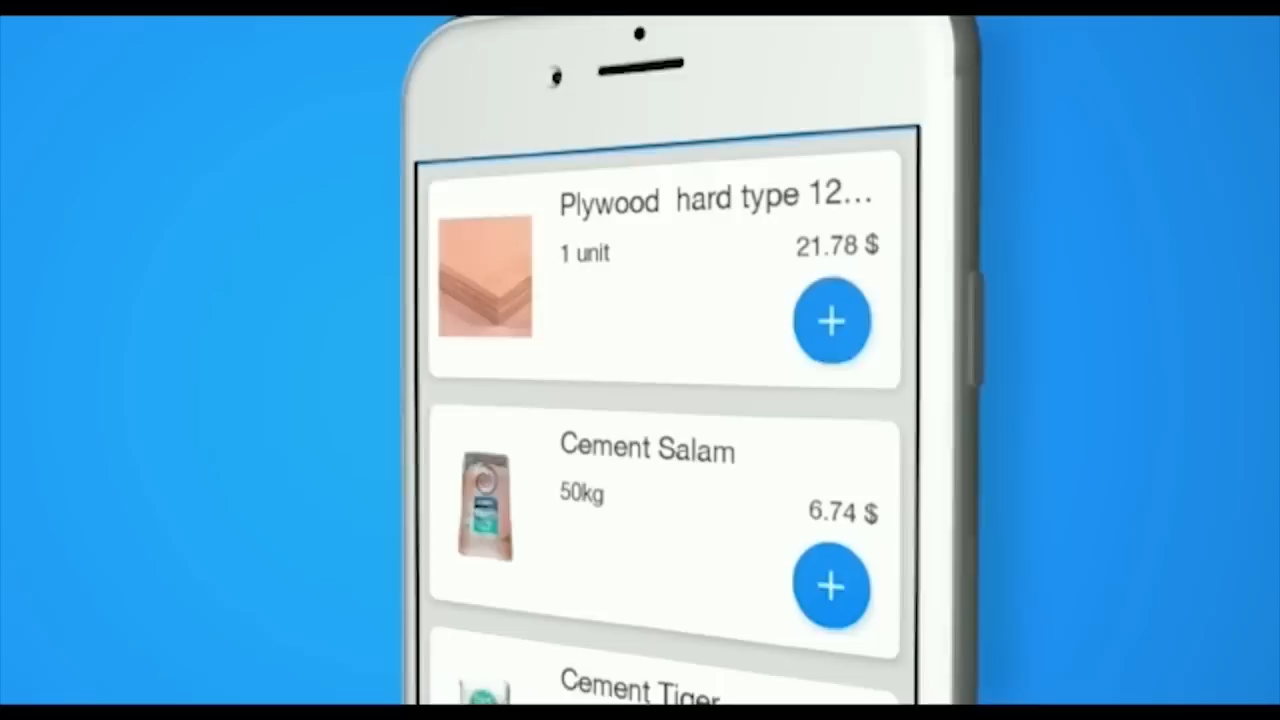 Plywood  hard type 12...
1 unit
21.78 $
+
Cement Salam
50kg
6.74 $
+
Cement Tiger